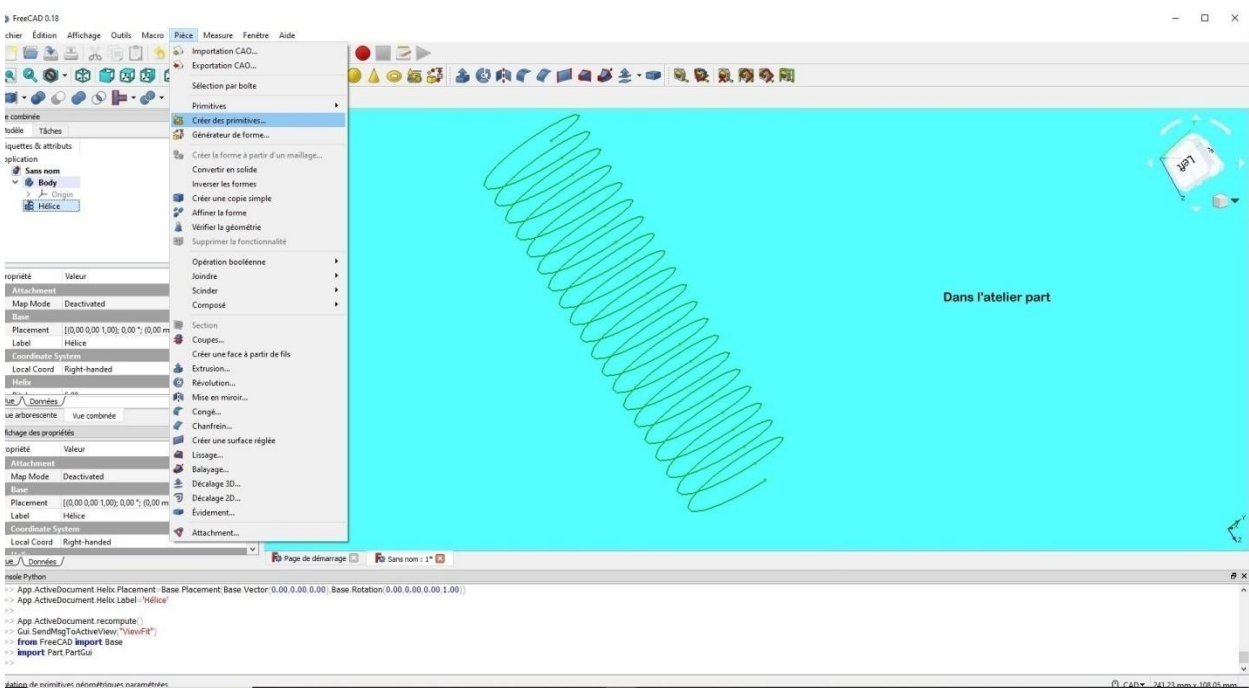 FreeCAD 0.18
chier Édition Affichage Outils Macro Pièce Measure Fenêtre Aide
Importation CAO...
Exportation CAO...
Sélection par boîte
Primitives
Créer des primitives...
Générateur de forme...
Créer la forme à partir d'un maillage...
Convertir en solide
Inverser les formes
Créer une copie simple
Affiner la forme
Vérifier la géométrie
Supprimer la fonctionnalité
Opération booléenne
Joindre
Scinder
Composé
Section
Coupes...
Créer une face à partir de fils
Extrusion...
Révolution...
Mise en miroir...
Congé...
Chanfrein...
Créer une surface réglée
Lissage...
Balayage...
Décalage 3D...
Décalage 2D...
Évidement...
Attachment...
e combinée
Modèle Tâches
iquettes & attributs
pplication
Sans nom
Body
Origin
Hélice
ropriété Valeur
Attachment
Map Mode Deactivated
Base
Placement [(0,00 0,00 1,00); 0,00 °; (0,00 m
Label Hélice
Coordinate System
Local Coord Right-handed
Helix
ue Données
ue arborescente Vue combinée
fichage des propriétés
ropriété Valeur
Attachment
Map Mode Deactivated
Base
Placement [(0,00 0,00 1,00); 0,00 °; (0,00 m
Label Hélice
Coordinate System
Local Coord Right-handed
ue Données
Left
Dans l'atelier part
Y
Z
Page de démarrage Sans nom : 1*
nsole Python
>> App.ActiveDocument.Helix.Placement=Base.Placement(Base.Vector(0.00,0.00,0.00),Base.Rotation(0.00,0.00,0.00,1.00))
>> App.ActiveDocument.Helix.Label='Hélice'
>>
>> App.ActiveDocument.recompute()
>> Gui.SendMsgToActiveView("ViewFit")
>> from FreeCAD import Base
>> import Part,PartGui
>>
éation de primitives géométriques paramétrées
CAD 241,23 mm x 108,05 mm